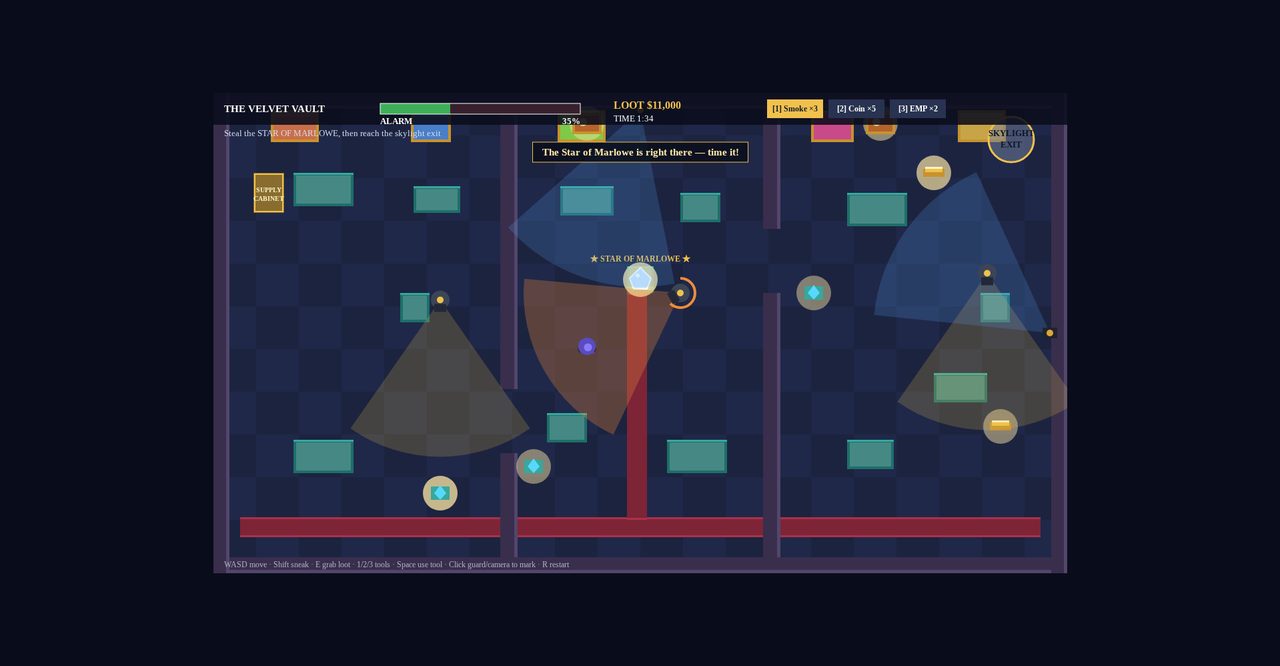 THE VELVET VAULT
ALARM
35%
LOOT $11,000
TIME 1:34
[1] Smoke ×3
[2] Coin ×5
[3] EMP ×2
Steal the STAR OF MARLOWE, then reach the skylight exit
SKYLIGHT
EXIT
The Star of Marlowe is right there — time it!
SUPPLY
CABINET
★ STAR OF MARLOWE ★
WASD move · Shift sneak · E grab loot · 1/2/3 tools · Space use tool · Click guard/camera to mark · R restart